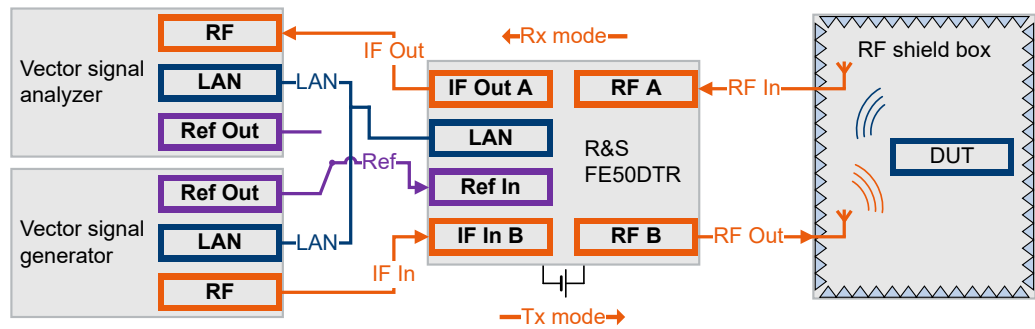 Vector signal
analyzer
RF
LAN
Ref Out
IF Out
LAN
Vector signal
generator
Ref Out
LAN
RF
Ref
LAN
IF In
Rx mode
IF Out A
LAN
Ref In
IF In B
RF A
R&S
FE50DTR
RF B
Tx mode
RF In
RF Out
RF shield box
DUT